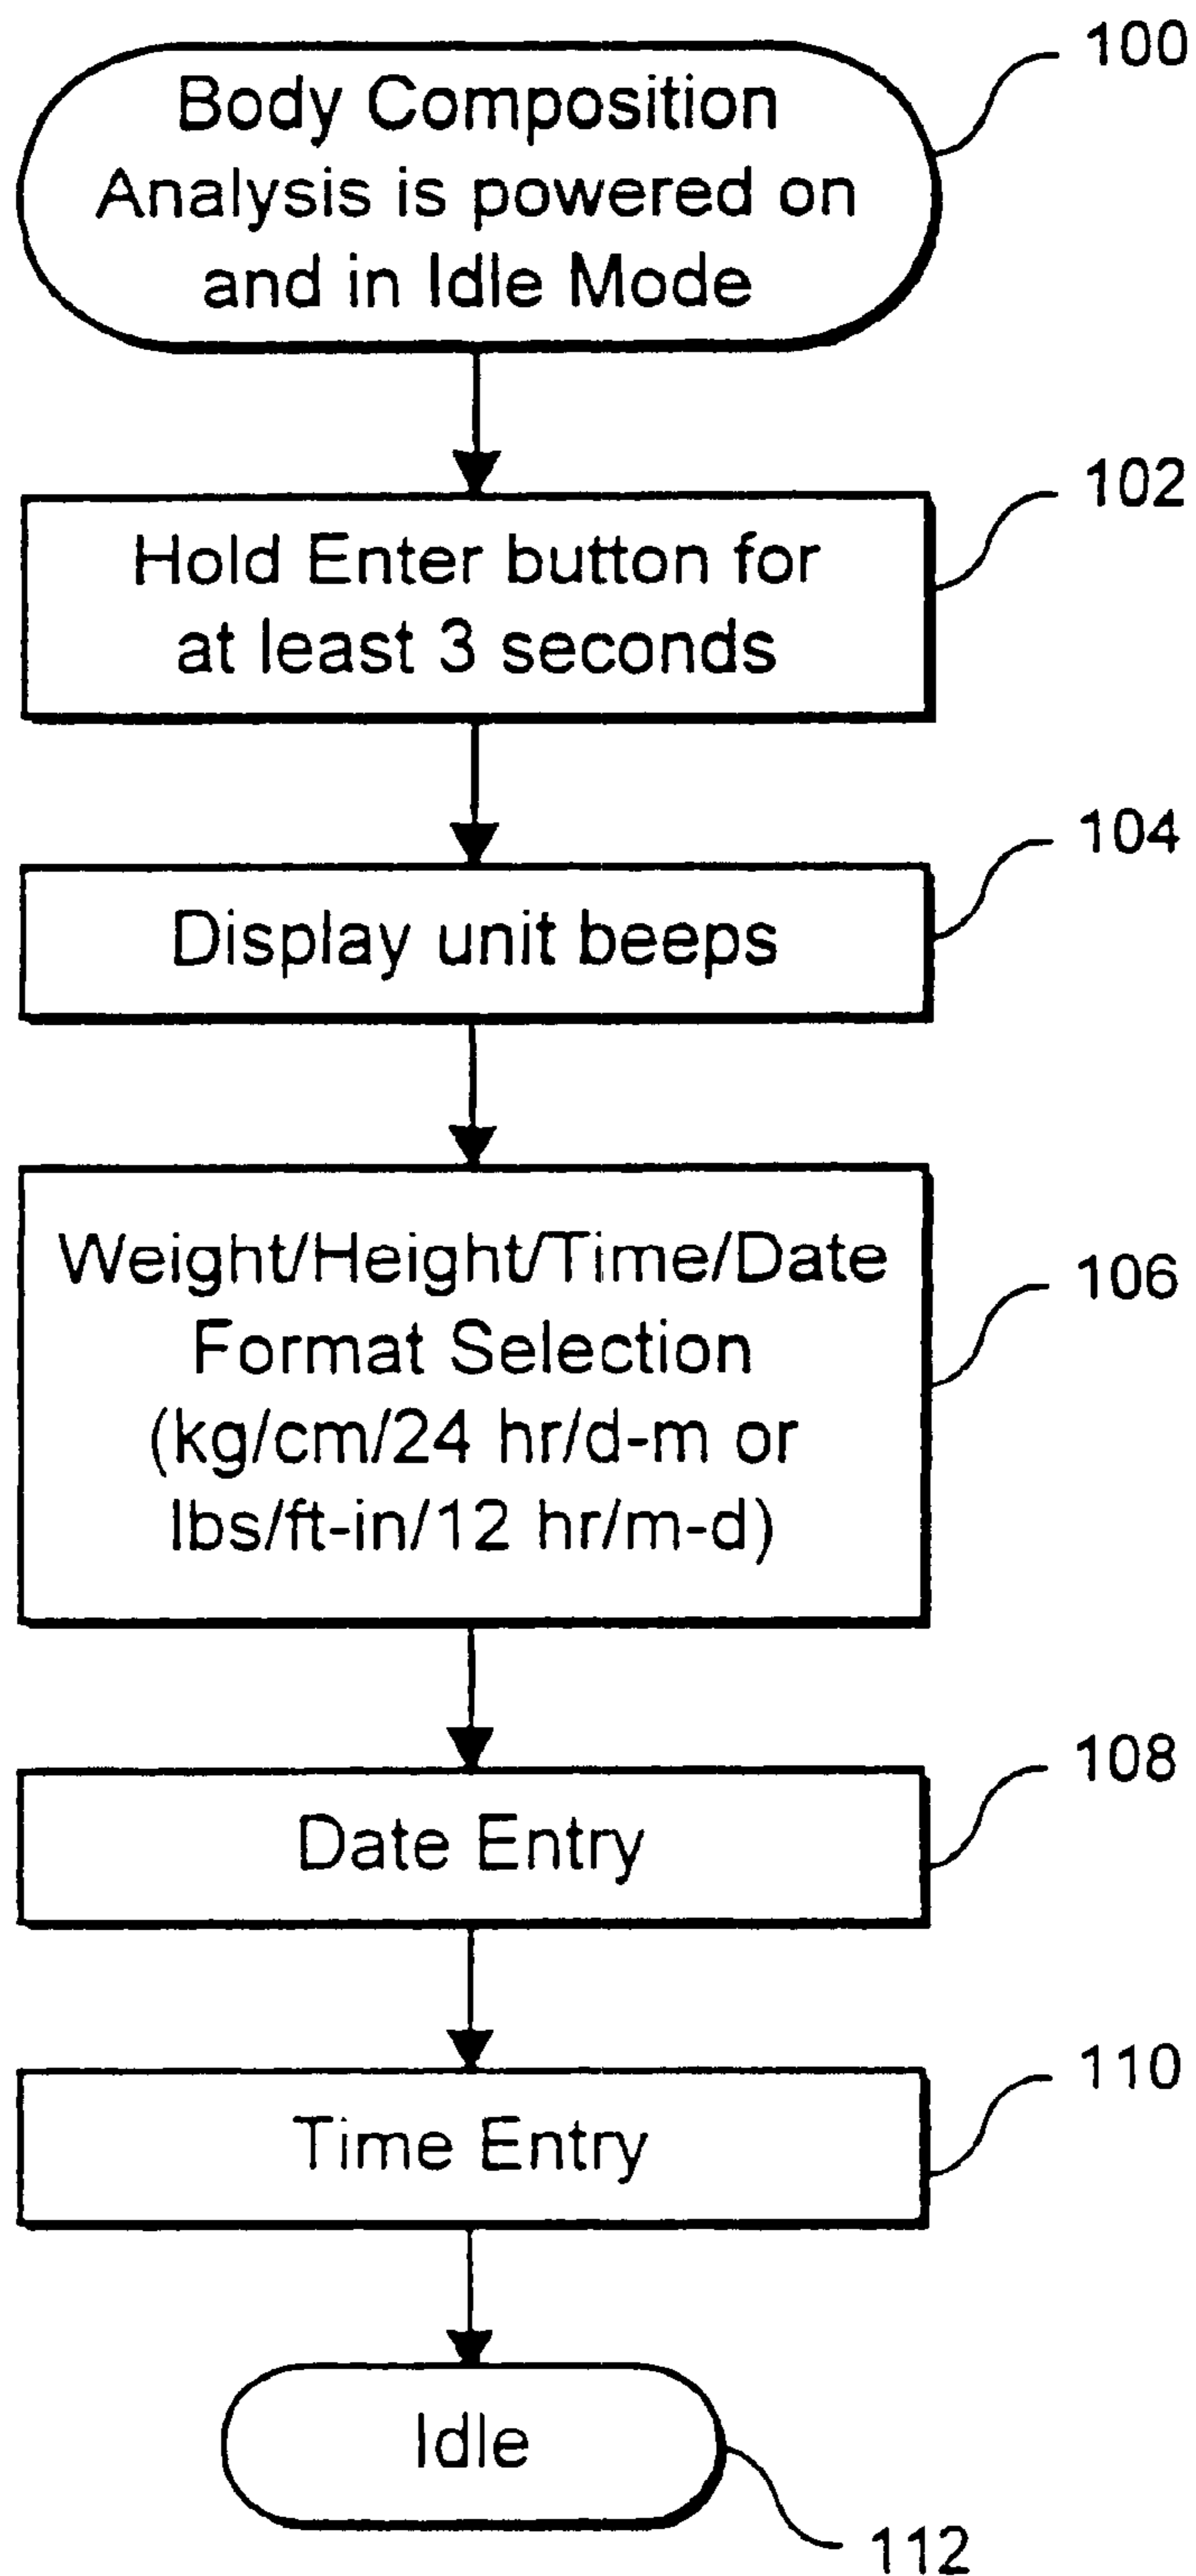 100
Body Composition
Analysis is powered on
and in Idle Mode
102
Hold Enter button for
at least 3 seconds
104
Display unit beeps
106
Weight/Height/Time/Date
Format Selection
(kg/cm/24 hr/d-m or
lbs/ft-in/12 hr/m-d)
108
Date Entry
110
Time Entry
Idle
112